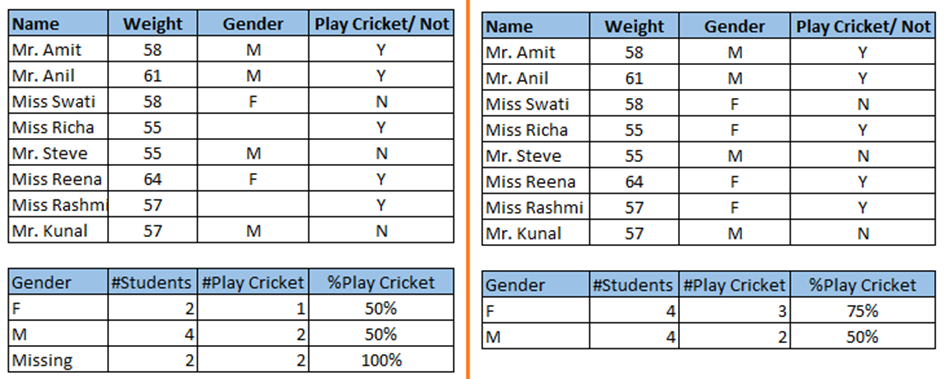 Name Weight Gender Play Cricket/ Not
Mr. Amit 58 M Y
Mr. Anil 61 M Y
Miss Swati 58 F N
Miss Richa 55 Y
Mr. Steve 55 M N
Miss Reena 64 F Y
Miss Rashmi 57 Y
Mr. Kunal 57 M N
Gender #Students #Play Cricket %Play Cricket
F 2 1 50%
M 4 2 50%
Missing 2 2 100%
Name Weight Gender Play Cricket/ Not
Mr. Amit 58 M Y
Mr. Anil 61 M Y
Miss Swati 58 F N
Miss Richa 55 F Y
Mr. Steve 55 M N
Miss Reena 64 F Y
Miss Rashmi 57 F Y
Mr. Kunal 57 M N
Gender #Students #Play Cricket %Play Cricket
F 4 3 75%
M 4 2 50%